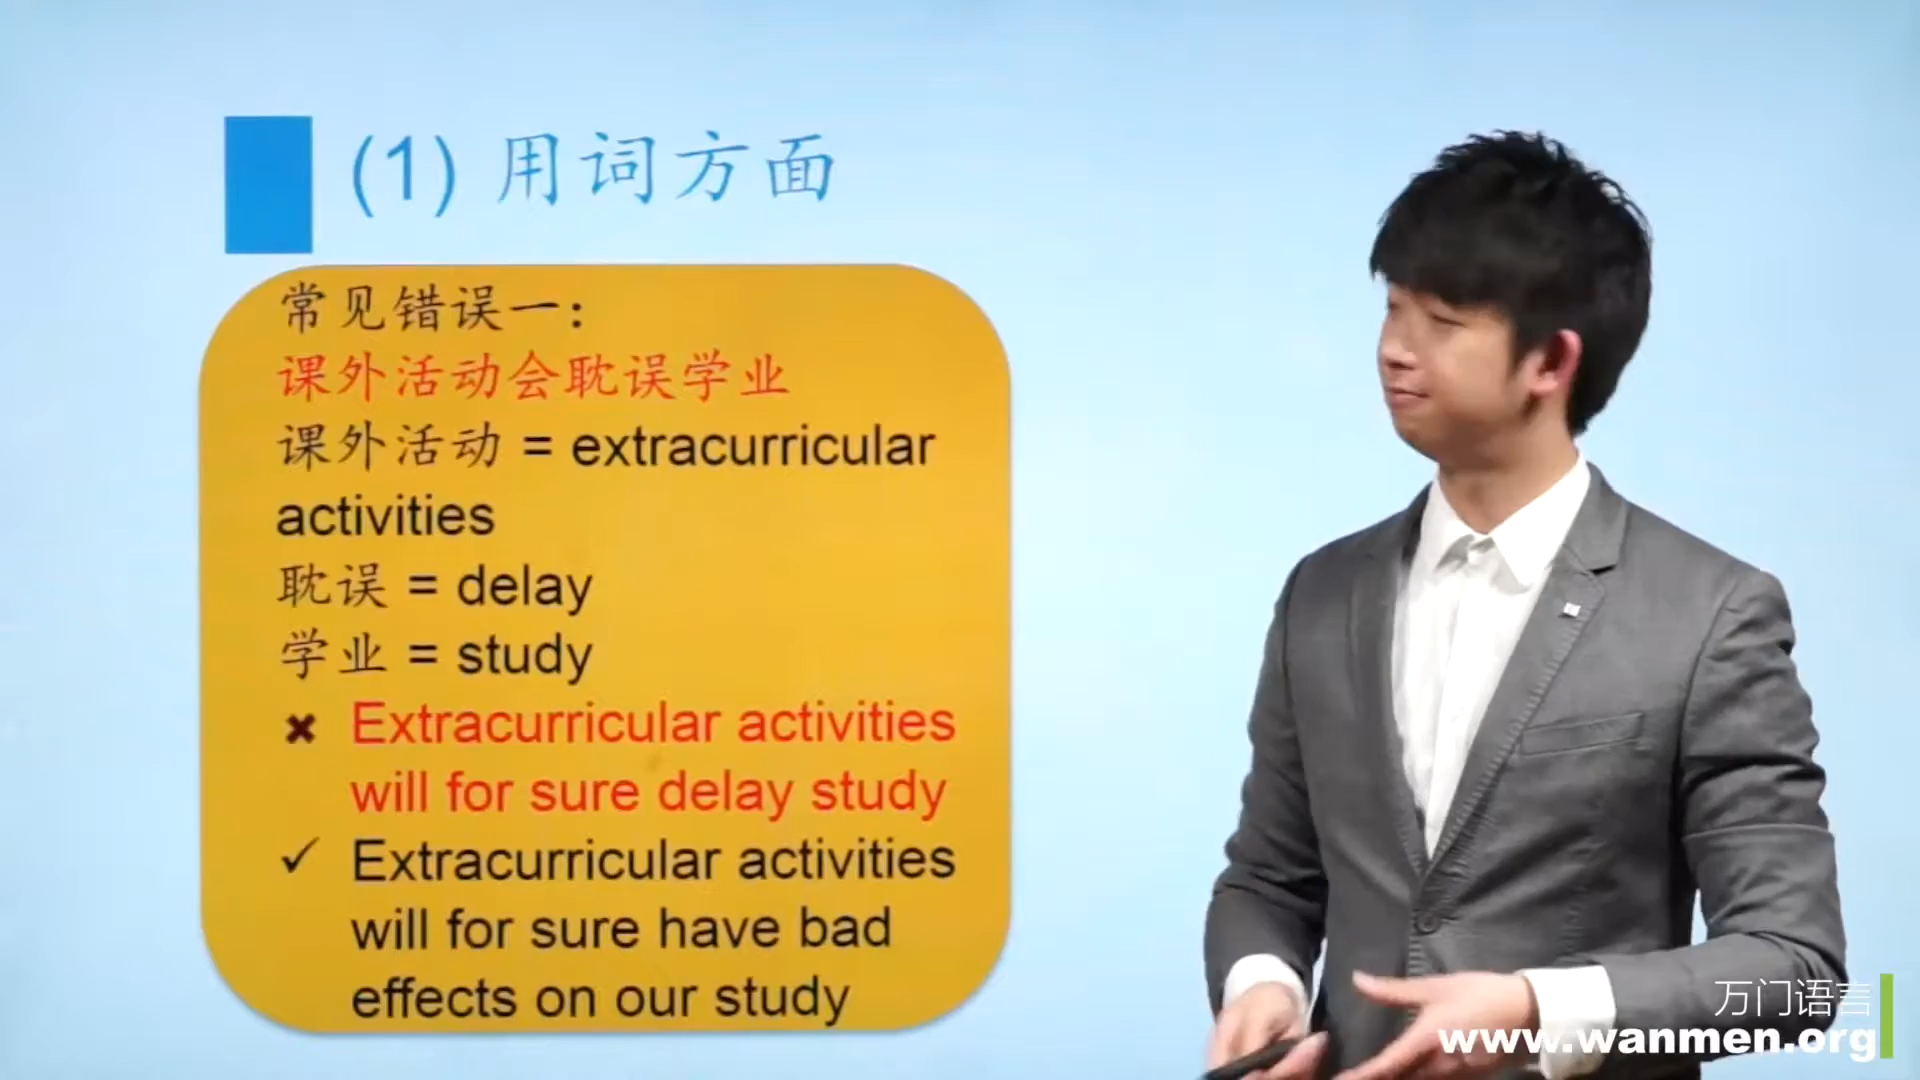 (1) 用词方面
常见错误一：
课外活动会耽误学业
课外活动 = extracurricular
activities
耽误 = delay
学业 = study
✖ Extracurricular activities
will for sure delay study
✓ Extracurricular activities
will for sure have bad
effects on our study
万门语言
www.wanmen.org